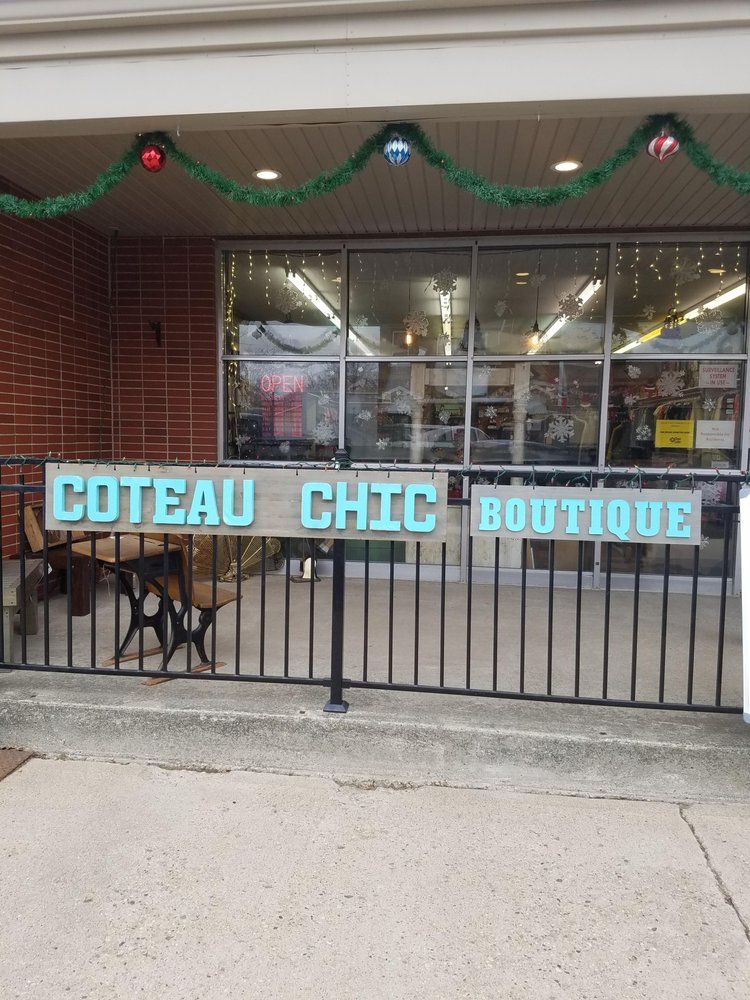 OPEN
SURVEILLANCE
SYSTEM
IN USE
COTEAU CHIC
BOUTIQUE